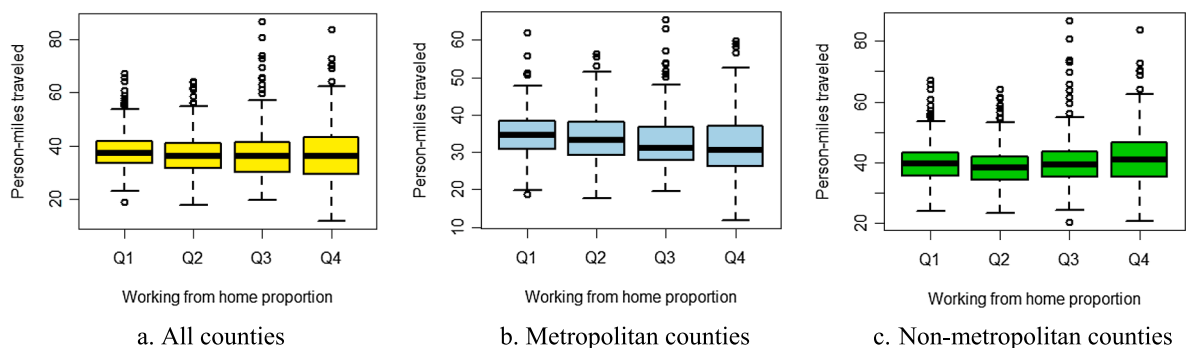 Person-miles traveled
80
60
40
20
Q1 Q2 Q3 Q4
Working from home proportion
a. All counties
Person-miles traveled
60
50
40
30
20
10
Q1 Q2 Q3 Q4
Working from home proportion
b. Metropolitan counties
Person-miles traveled
80
60
40
20
Q1 Q2 Q3 Q4
Working from home proportion
c. Non-metropolitan counties